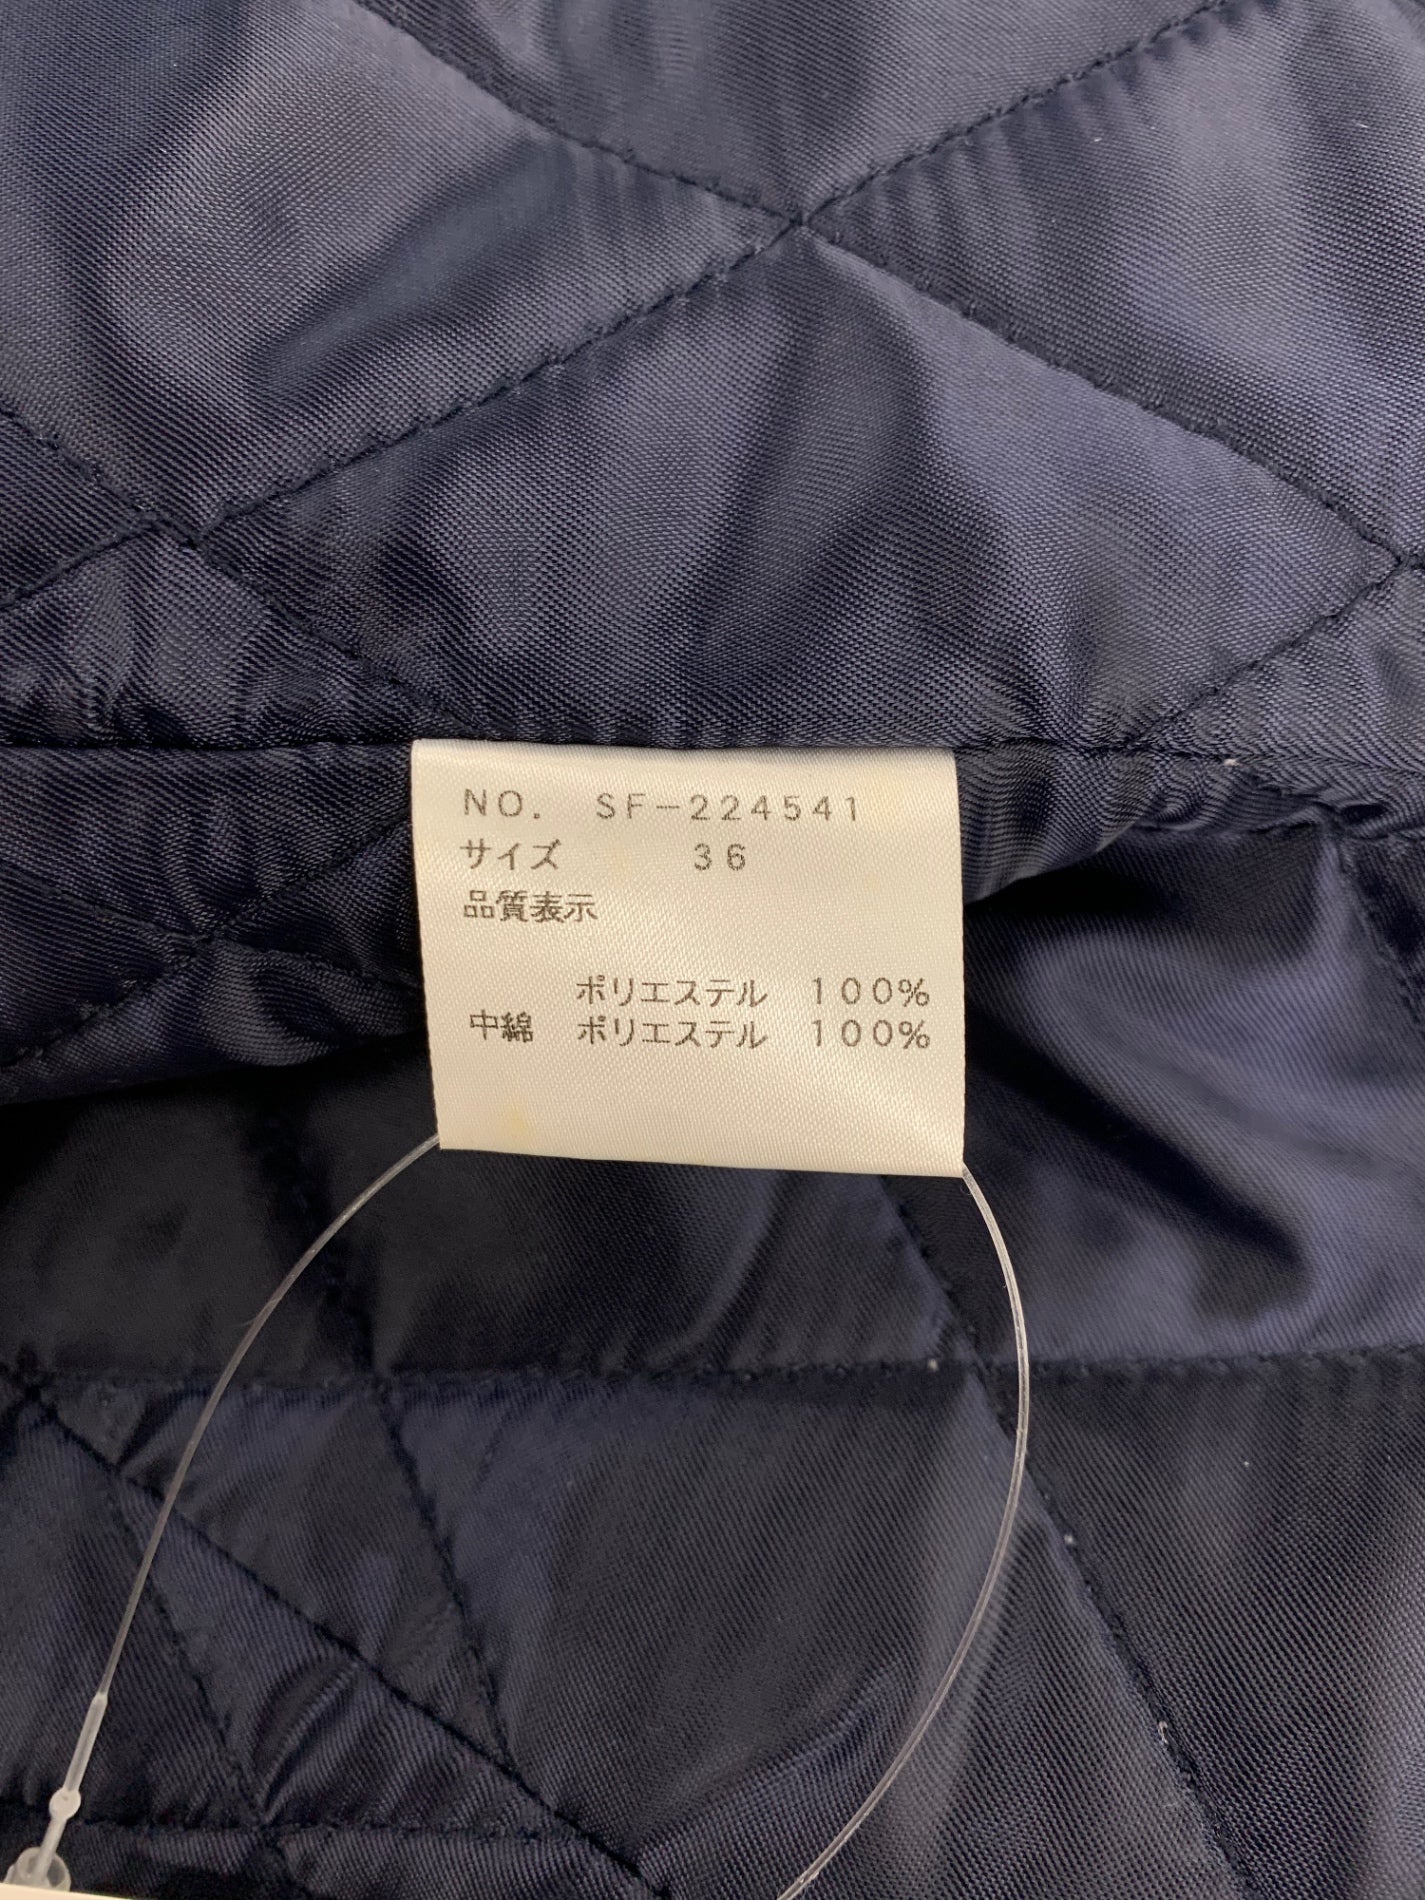 NO. SF-224541
サイズ 36
品質表示
ポリエステル 100%
中綿 ポリエステル 100%